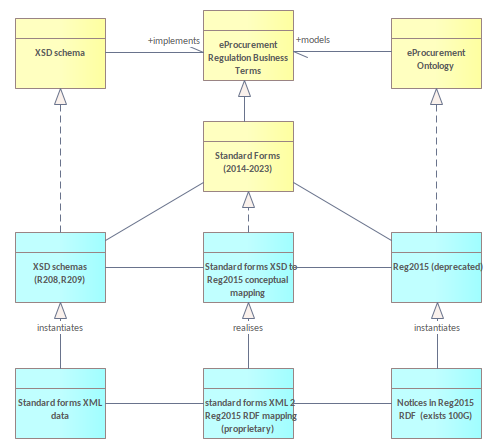 +implements
+models
XSD schema
eProcurement
Regulation Business
Terms
eProcurement
Ontology
Standard Forms
(2014-2023)
XSD schemas
(R208,R209)
Standard forms XSD to
Reg2015 conceptual
mapping
Reg2015 (deprecated)
instantiates
realises
instantiates
Standard forms XML
data
standard forms XML 2
Reg2015 RDF mapping
(proprietary)
Notices in Reg2015
RDF (exists 100G)